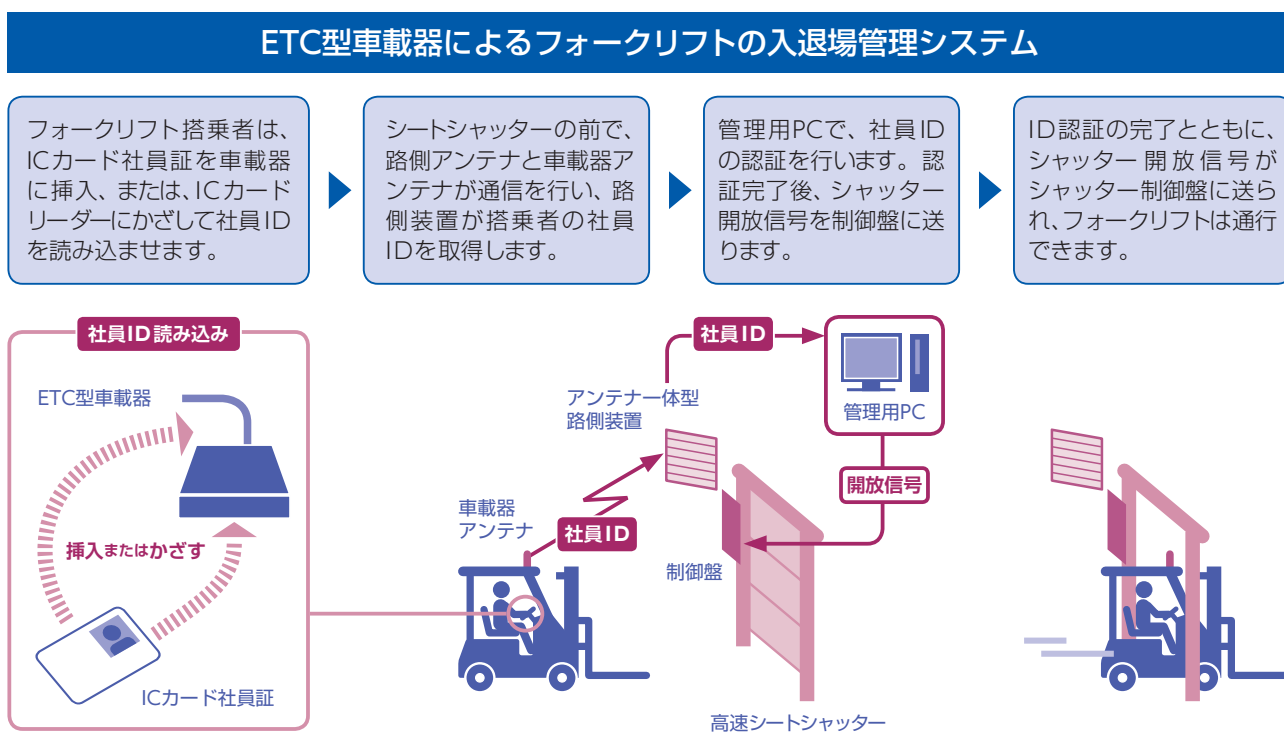 ETC型車載器によるフォークリフトの入退場管理システム
フォークリフト搭乗者は、
ICカード社員証を車載器
に挿入、または、ICカード
リーダーにかざして社員ID
を読み込ませます。
シートシャッターの前で、
路側アンテナと車載器ア
ンテナが通信を行い、路
側装置が搭乗者の社員
IDを取得します。
管理用PCで、社員ID
の認証を行います。認
証完了後、シャッター
開放信号を制御盤に送
ります。
ID認証の完了とともに、
シャッター開放信号が
シャッター制御盤に送ら
れ、フォークリフトは通行
できます。
社員ID読み込み
ETC型車載器
挿入またはかざす
ICカード社員証
社員ID
アンテナ一体型
路側装置
管理用PC
開放信号
車載器
アンテナ
社員ID
制御盤
高速シートシャッター